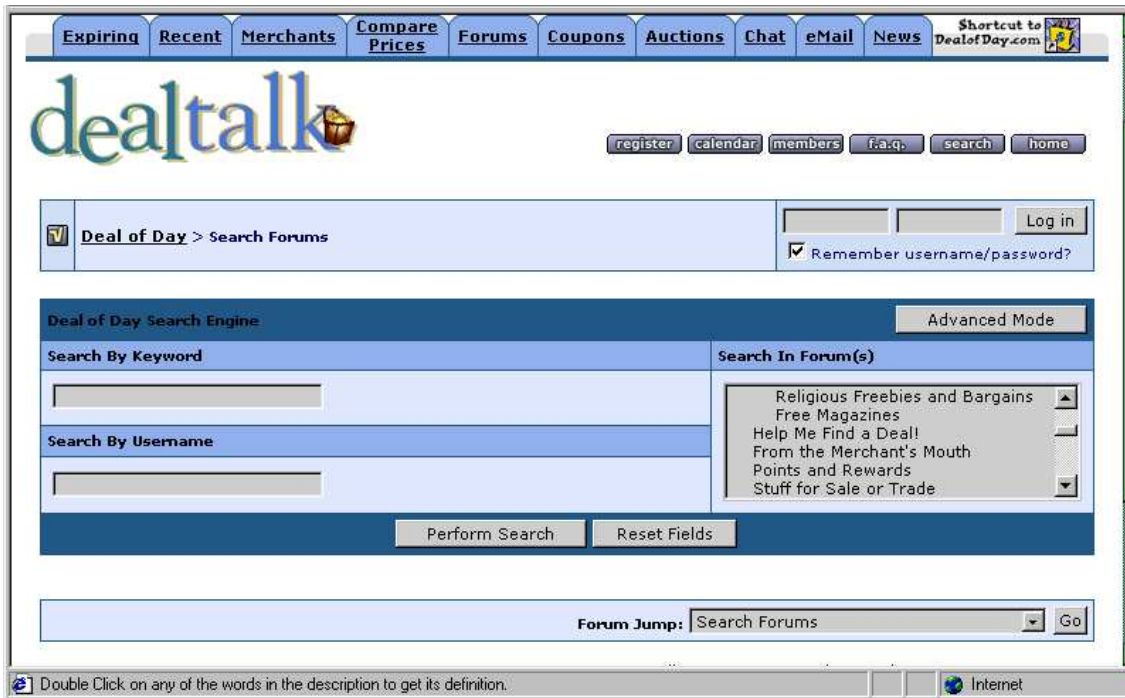 Expiring Recent Merchants Compare Prices Forums Coupons Auctions Chat eMail News Shortcut to DealofDay.com
dealtalk
register calendar members f.a.q. search home
Deal of Day > Search Forums
Log in
Remember username/password?
Deal of Day Search Engine
Advanced Mode
Search By Keyword
Search In Forum(s)
Religious Freebies and Bargains
Free Magazines
Help Me Find a Deal!
From the Merchant's Mouth
Points and Rewards
Stuff for Sale or Trade
Search By Username
Perform Search Reset Fields
Forum Jump: Search Forums Go
Double Click on any of the words in the description to get its definition.
Internet